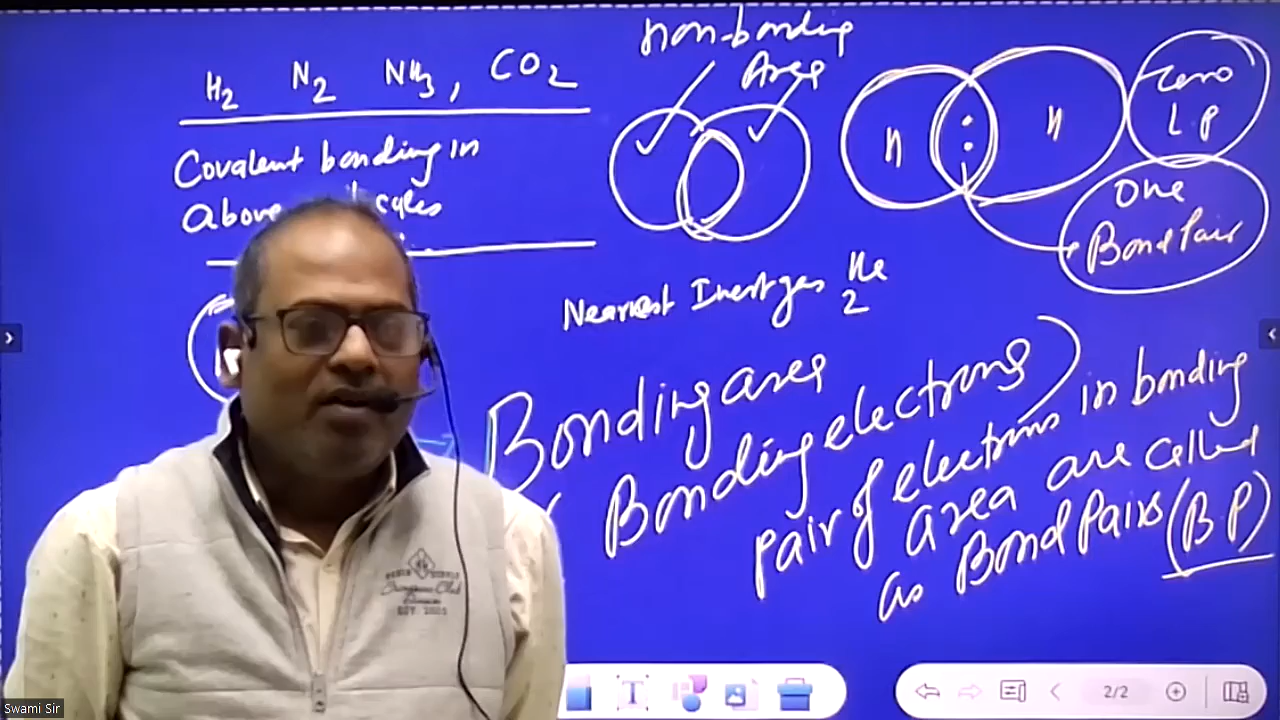 H2 N2 NH3, CO2
Covalent bonding in
Above
non-bonding
Area
H : H
Zero
LP
One
Bond Pair
Nearest Inert gas He
2
Bonding area
(Bonding electrons)
pair of electrons in bonding
area are called
as Bond Pairs (BP)
EST. 2003
T
2/2
Swami Sir